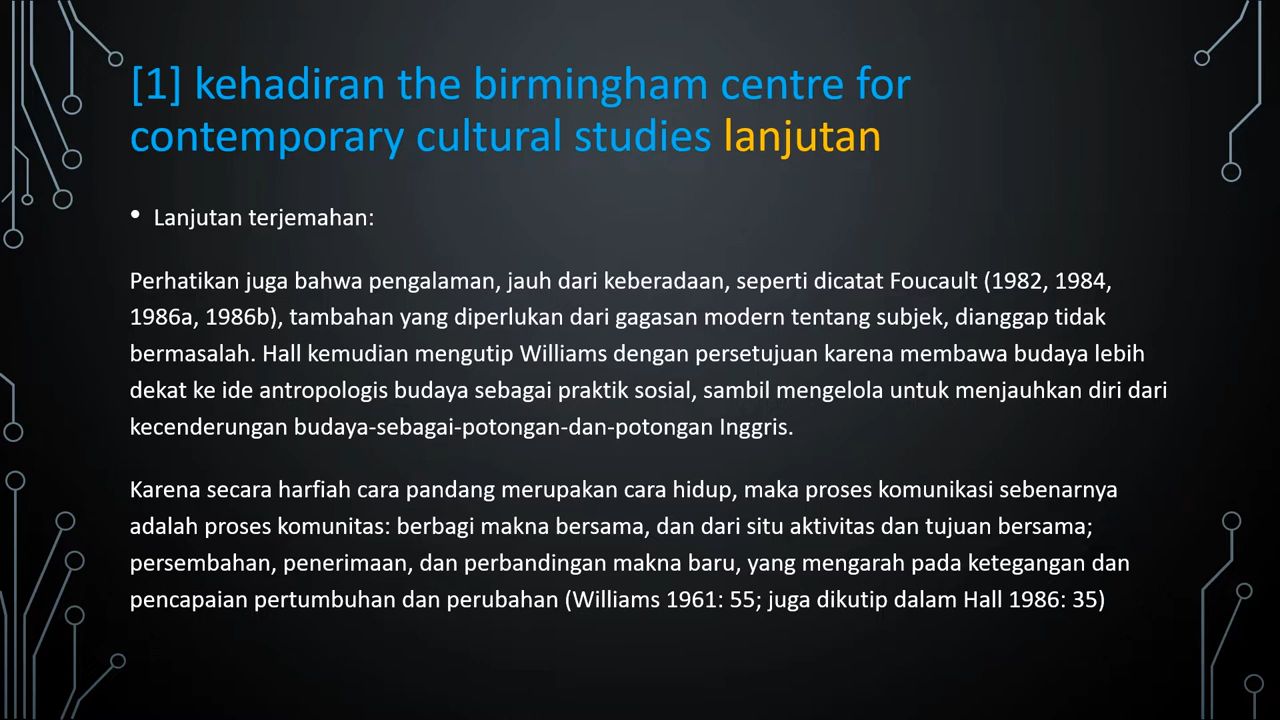 [1] kehadiran the birmingham centre for
contemporary cultural studies lanjutan
• Lanjutan terjemahan:
Perhatikan juga bahwa pengalaman, jauh dari keberadaan, seperti dicatat Foucault (1982, 1984,
1986a, 1986b), tambahan yang diperlukan dari gagasan modern tentang subjek, dianggap tidak
bermasalah. Hall kemudian mengutip Williams dengan persetujuan karena membawa budaya lebih
dekat ke ide antropologis budaya sebagai praktik sosial, sambil mengelola untuk menjauhkan diri dari
kecenderungan budaya-sebagai-potongan-dan-potongan Inggris.
Karena secara harfiah cara pandang merupakan cara hidup, maka proses komunikasi sebenarnya
adalah proses komunitas: berbagi makna bersama, dan dari situ aktivitas dan tujuan bersama;
persembahan, penerimaan, dan perbandingan makna baru, yang mengarah pada ketegangan dan
pencapaian pertumbuhan dan perubahan (Williams 1961: 55; juga dikutip dalam Hall 1986: 35)